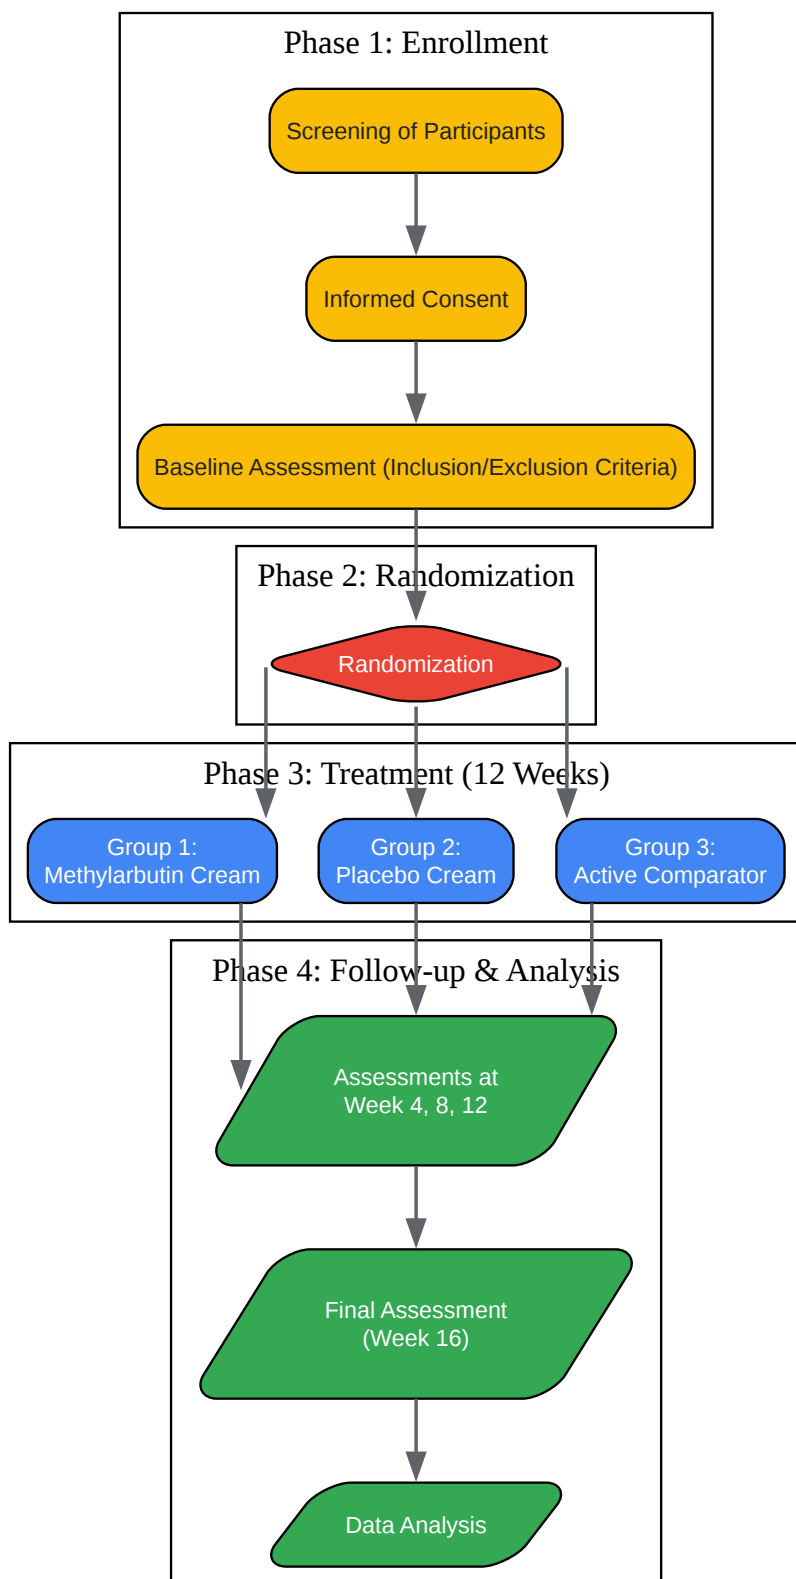 Phase 1: Enrollment
Screening of Participants
Informed Consent
Baseline Assessment (Inclusion/Exclusion Criteria)
Phase 2: Randomization
Randomization
Phase 3: Treatment (12 Weeks)
Group 1:
Methylarbutin Cream
Group 2:
Placebo Cream
Group 3:
Active Comparator
Phase 4: Follow-up & Analysis
Assessments at
Week 4, 8, 12
Final Assessment
(Week 16)
Data Analysis